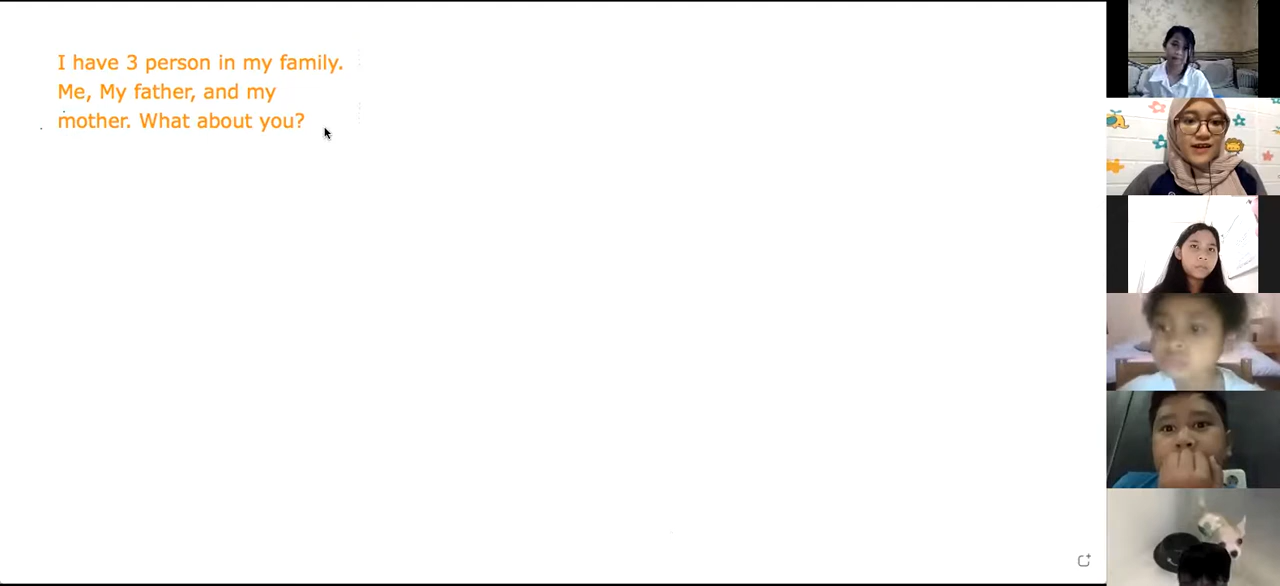 I have 3 person in my family.
Me, My father, and my
mother. What about you?